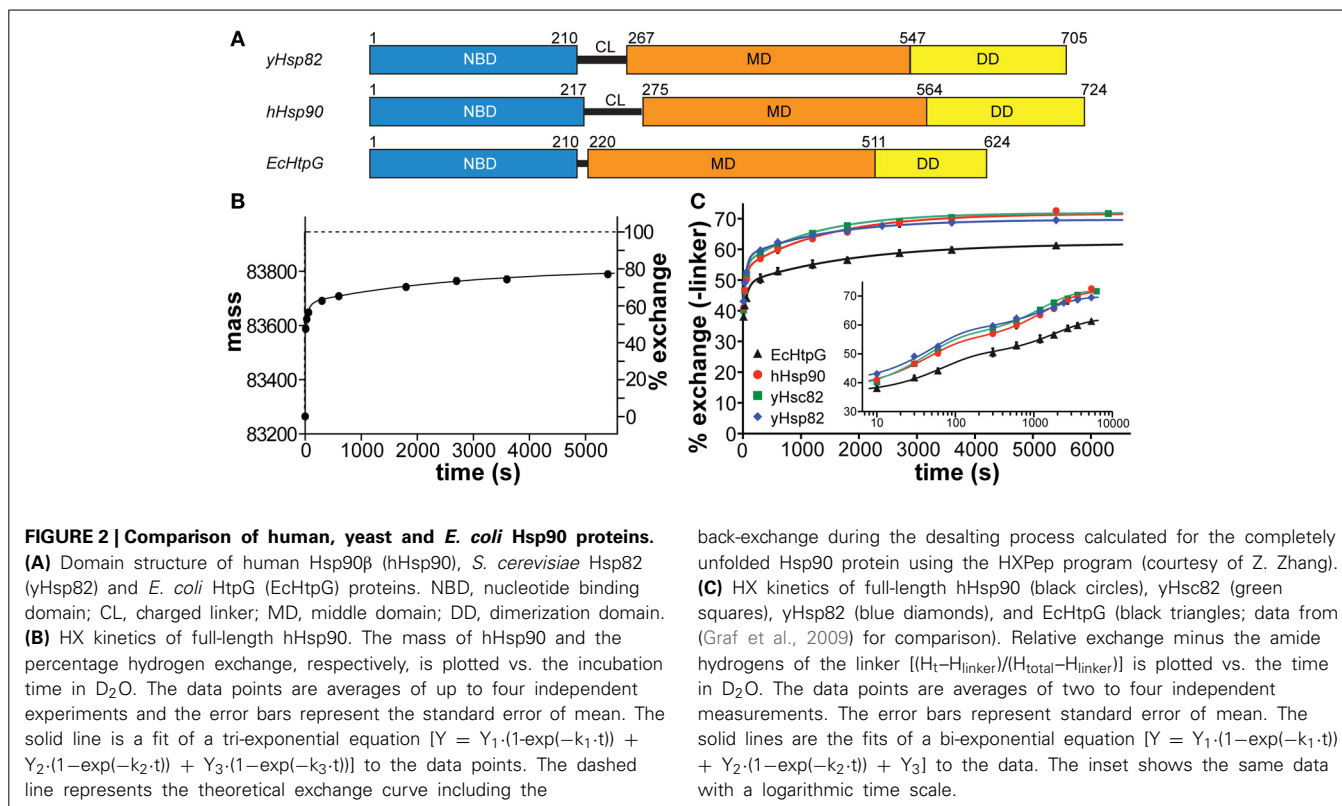 A
yHsp82
1 210 CL 267 547 705
NBD MD DD
hHsp90
1 217 CL 275 564 724
NBD MD DD
EcHtpG
1 210 220 511 624
NBD MD DD
B
mass
83800
83600
83400
83200
0 1000 2000 3000 4000 5000
time (s)
100
80
60
40
20
0
% exchange
C
% exchange (-linker)
70
60
50
40
30
20
10
0
0 1000 2000 3000 4000 5000 6000
time (s)
EcHtpG
hHsp90
yHsc82
yHsp82
70
60
50
40
30
10 100 1000 10000
FIGURE 2 | Comparison of human, yeast and E. coli Hsp90 proteins.
(A) Domain structure of human Hsp90β (hHsp90), S. cerevisiae Hsp82
(yHsp82) and E. coli HtpG (EcHtpG) proteins. NBD, nucleotide binding
domain; CL, charged linker; MD, middle domain; DD, dimerization domain.
(B) HX kinetics of full-length hHsp90. The mass of hHsp90 and the
percentage hydrogen exchange, respectively, is plotted vs. the incubation
time in D₂O. The data points are averages of up to four independent
experiments and the error bars represent the standard error of mean. The
solid line is a fit of a tri-exponential equation [Y = Y₁·(1-exp(−k₁·t)) +
Y₂·(1−exp(−k₂·t)) + Y₃·(1−exp(−k₃·t))] to the data points. The dashed
line represents the theoretical exchange curve including the
back-exchange during the desalting process calculated for the completely
unfolded Hsp90 protein using the HXPep program (courtesy of Z. Zhang).
(C) HX kinetics of full-length hHsp90 (black circles), yHsc82 (green
squares), yHsp82 (blue diamonds), and EcHtpG (black triangles; data from
(Graf et al., 2009) for comparison). Relative exchange minus the amide
hydrogens of the linker [(Hₜ–H_linker)/(H_total–H_linker)] is plotted vs. the time
in D₂O. The data points are averages of two to four independent
measurements. The error bars represent standard error of mean. The
solid lines are the fits of a bi-exponential equation [Y = Y₁·(1−exp(−k₁·t))
+ Y₂·(1−exp(−k₂·t)) + Y₃] to the data. The inset shows the same data
with a logarithmic time scale.